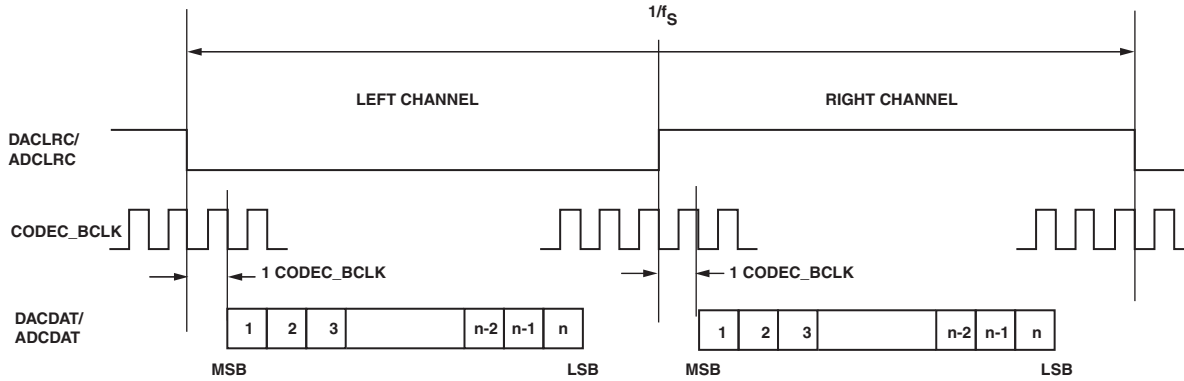 1/fS
LEFT CHANNEL
RIGHT CHANNEL
DACLRC/
ADCLRC
CODEC_BCLK
1 CODEC_BCLK
1 CODEC_BCLK
DACDAT/
ADCDAT
1 2 3 n-2 n-1 n
1 2 3 n-2 n-1 n
MSB
LSB
MSB
LSB